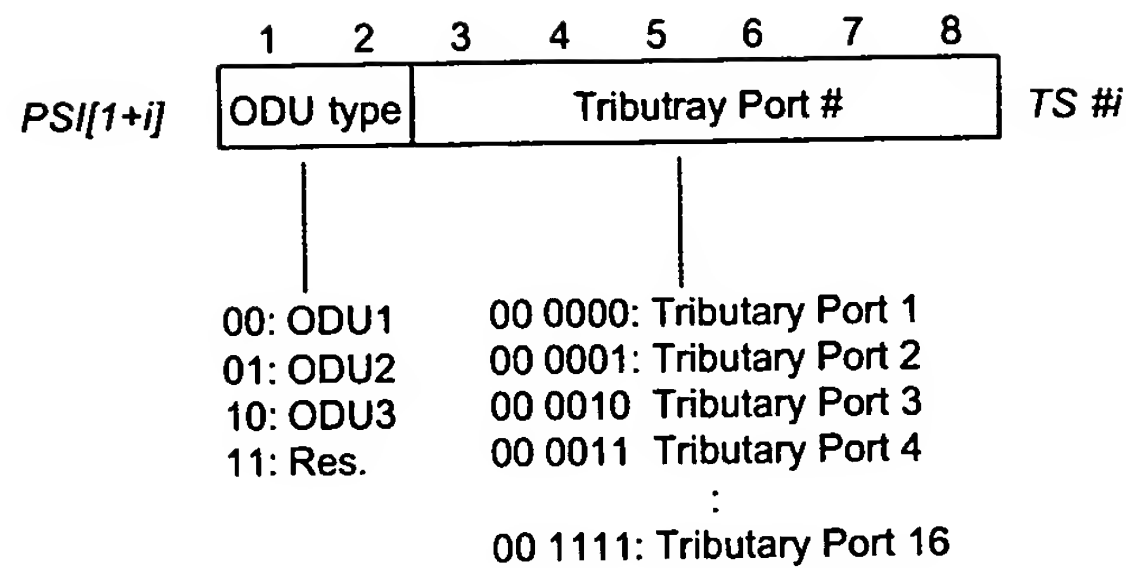 1 2 3 4 5 6 7 8
PSI[1+i] ODU type Tributray Port # TS #i
00: ODU1 00 0000: Tributary Port 1
01: ODU2 00 0001: Tributary Port 2
10: ODU3 00 0010 Tributary Port 3
11: Res. 00 0011 Tributary Port 4
:
00 1111: Tributary Port 16